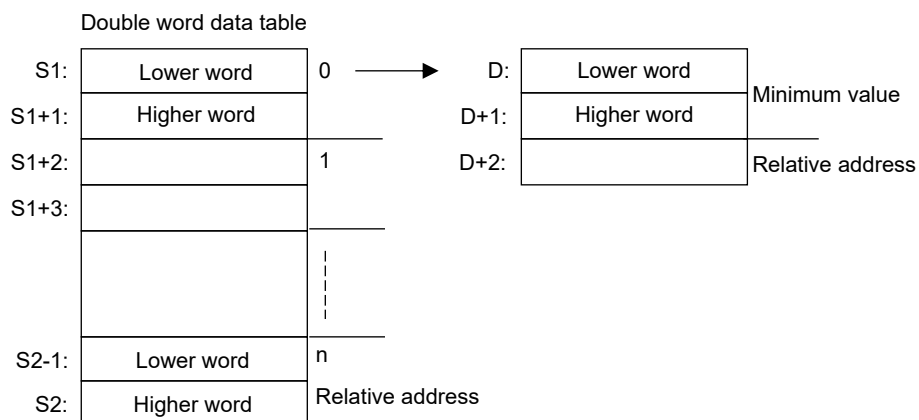 Double word data table
S1: Lower word 0 D: Lower word
S1+1: Higher word D+1: Higher word Minimum value
S1+2: 1 D+2: Relative address
S1+3:
S2-1: Lower word n
S2: Higher word Relative address